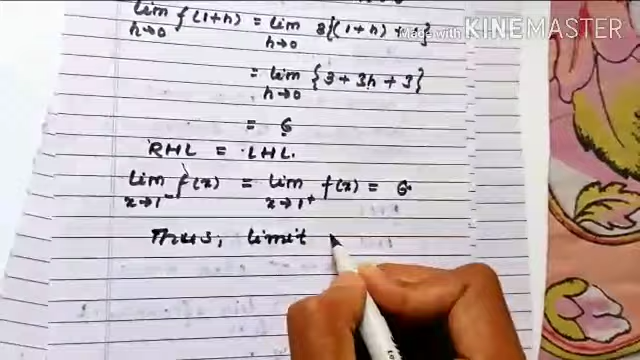 lim f(1+h) = lim 3{(1+h) + 1}
h→0 h→0
= lim {3 + 3h + 3}
h→0
= 6
RHL = LHL.
lim f(x) = lim f(x) = 6.
x→1⁻ x→1⁺
Thus, limit
Made with KINEMASTER